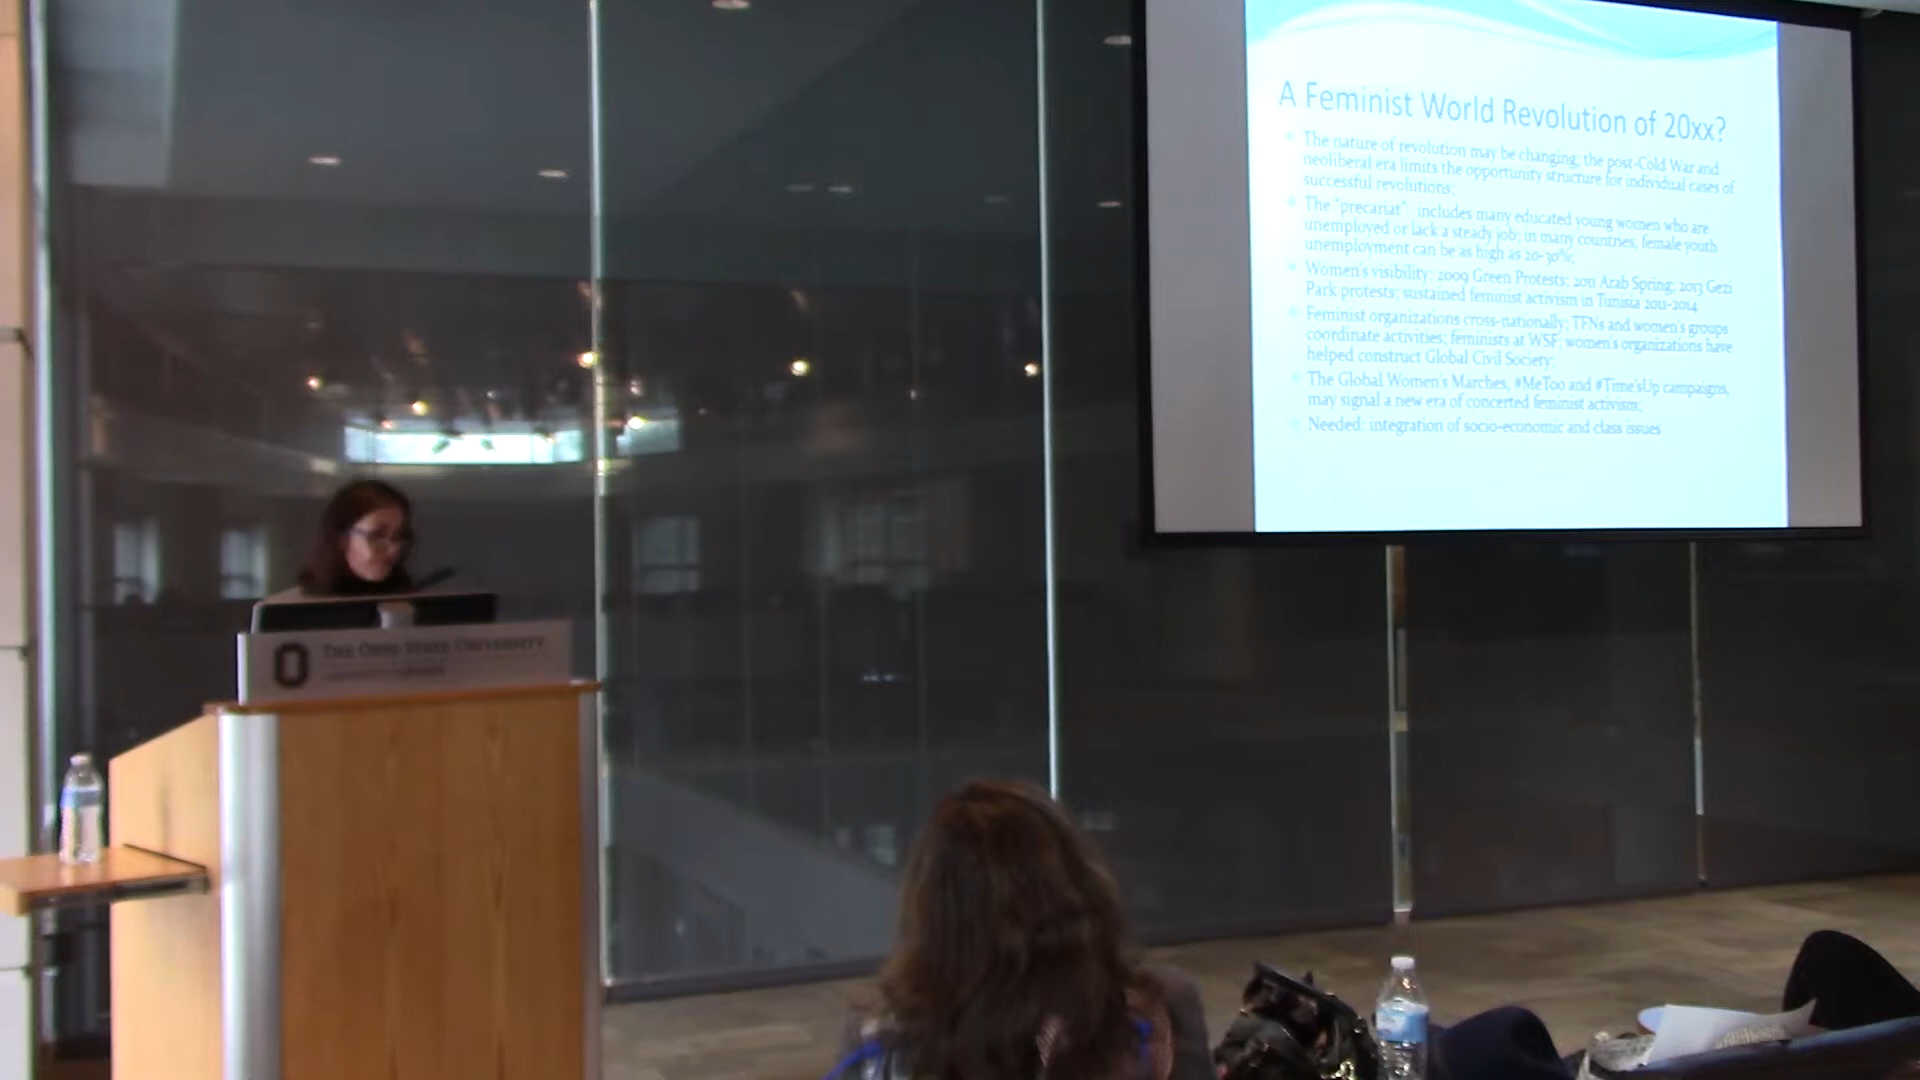 A Feminist World Revolution of 20xx?
The nature of revolution may be changing; the post-Cold War and
neoliberal era limits the opportunity structure for individual cases of
successful revolutions;
The "precariat": includes many educated young women who are
unemployed or lack a steady job; in many countries, female youth
unemployment can be as high as 20-30%;
Women's visibility: 2009 Green Protests; 2011 Arab Spring; 2013 Gezi
Park protests; sustained feminist activism in Tunisia 2011-2014
Feminist organizations cross-nationally; TFNs and women's groups
coordinate activities; feminists at WSF; women's organizations have
helped construct Global Civil Society;
The Global Women's Marches, #MeToo and #Time'sUp campaigns,
may signal a new era of concerted feminist activism;
Needed: integration of socio-economic and class issues
THE OHIO STATE UNIVERSITY